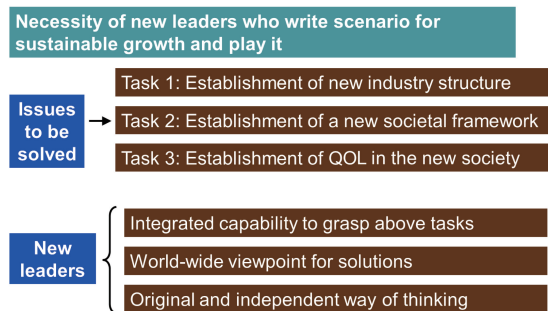 Necessity of new leaders who write scenario for
sustainable growth and play it
Issues
to be
solved
Task 1: Establishment of new industry structure
Task 2: Establishment of a new societal framework
Task 3: Establishment of QOL in the new society
New
leaders
Integrated capability to grasp above tasks
World-wide viewpoint for solutions
Original and independent way of thinking